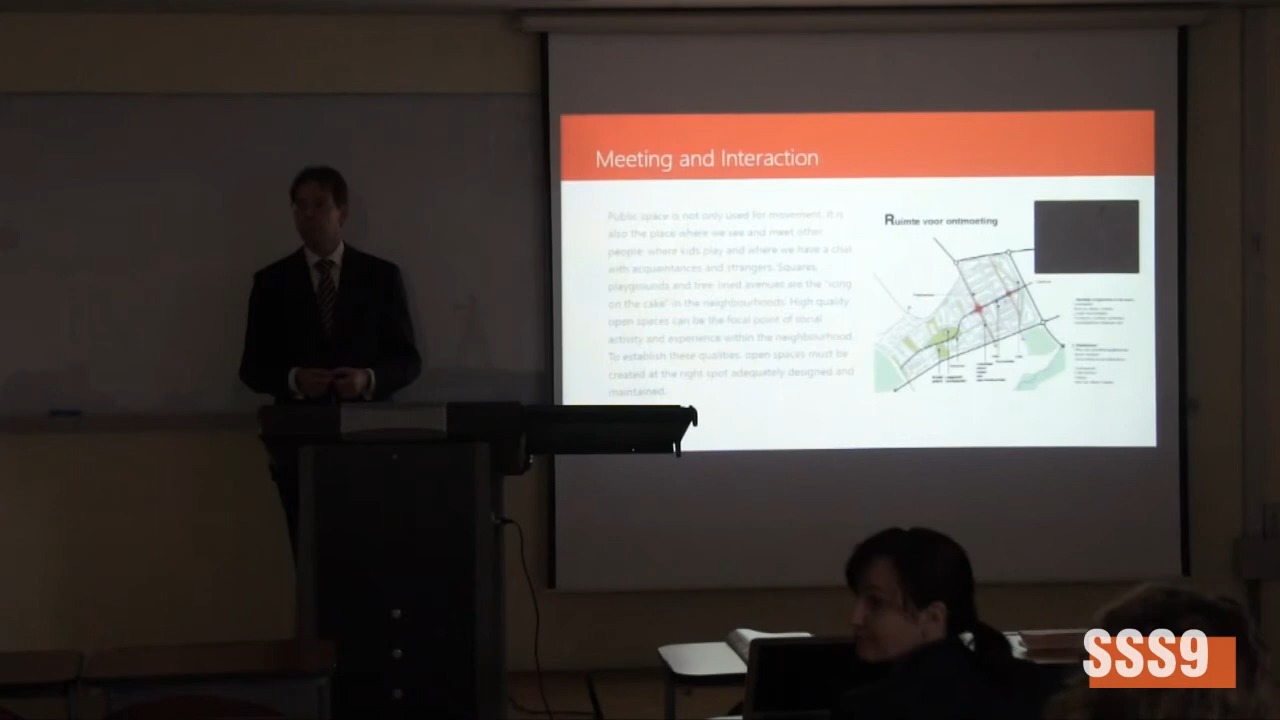 Meeting and Interaction
Public space is not only used for movement. It is
also the place where we see and meet other
people: where kids play and where we have a chat
with acquaintances and strangers. Squares,
playgrounds and tree-lined avenues are the "icing
on the cake" in the neighbourhoods. High quality
open spaces can be the focal point of social
activity and experience within the neighbourhood.
To establish these qualities, open spaces must be
created at the right spot adequately designed and
maintained.
Ruimte voor ontmoeting
SSS9